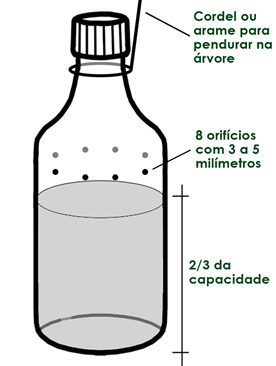 Cordel ou
arame para
pendurar na
árvore
8 orifícios
com 3 a 5
milímetros
2/3 da
capacidade